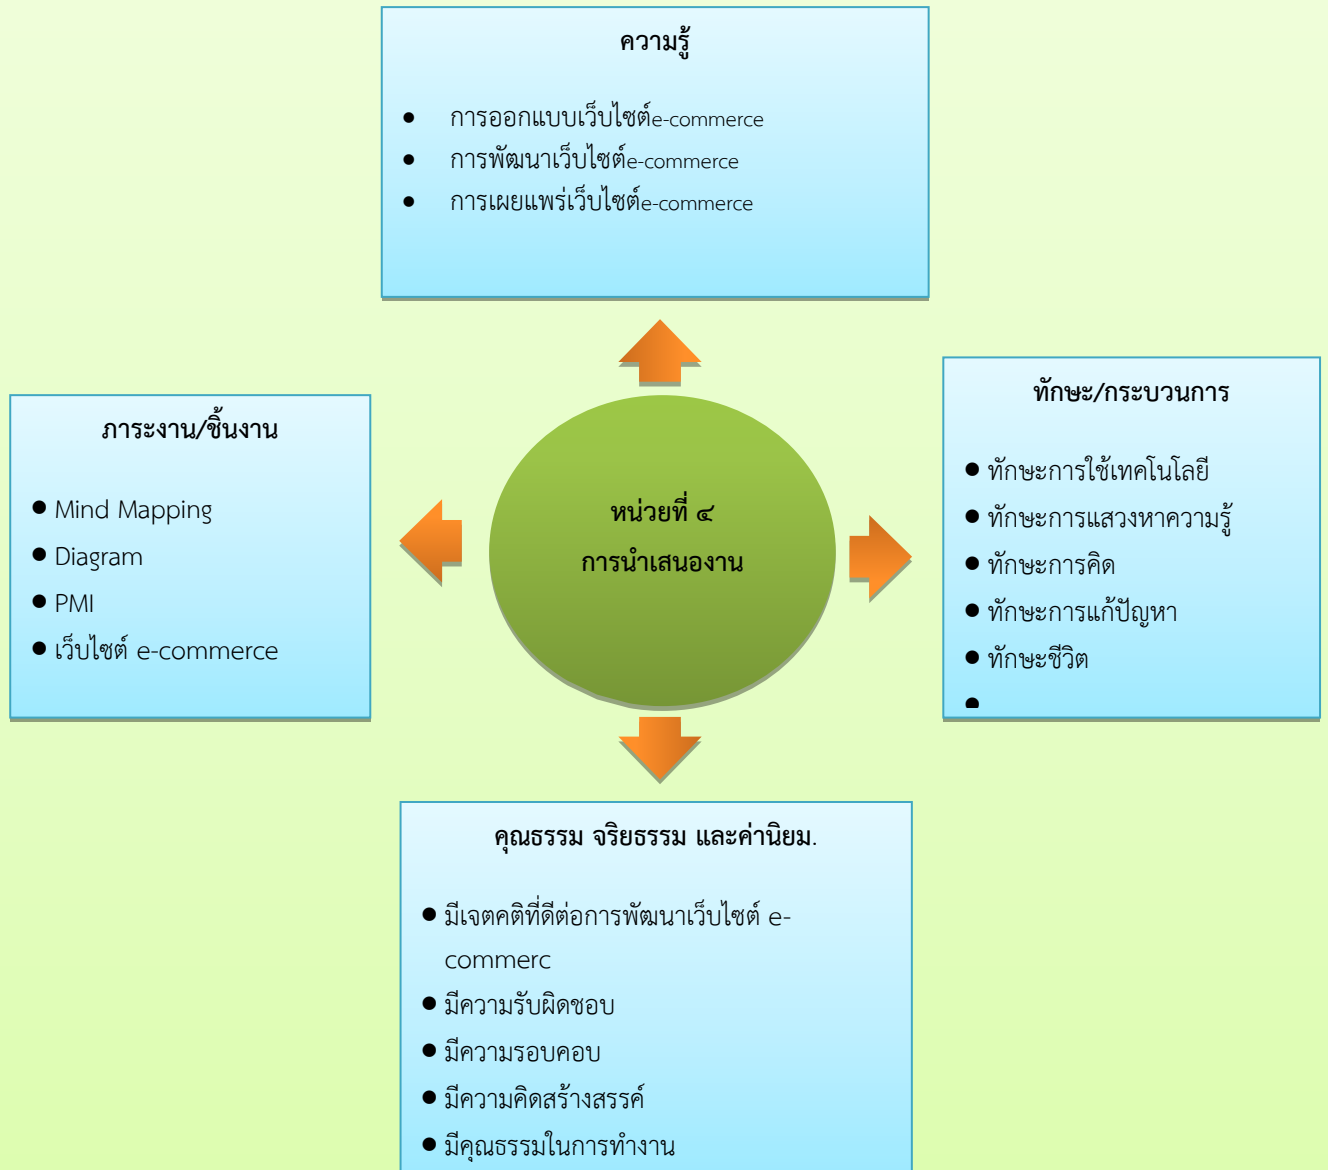 ความรู้
● การออกแบบเว็บไซต์e-commerce
● การพัฒนาเว็บไซต์e-commerce
● การเผยแพร่เว็บไซต์e-commerce
ภาระงาน/ชิ้นงาน
● Mind Mapping
● Diagram
● PMI
● เว็บไซต์ e-commerce
หน่วยที่ ๔
การนำเสนองาน
ทักษะ/กระบวนการ
● ทักษะการใช้เทคโนโลยี
● ทักษะการแสวงหาความรู้
● ทักษะการคิด
● ทักษะการแก้ปัญหา
● ทักษะชีวิต
●
คุณธรรม จริยธรรม และค่านิยม.
● มีเจตคติที่ดีต่อการพัฒนาเว็บไซต์ e-
commerc
● มีความรับผิดชอบ
● มีความรอบคอบ
● มีความคิดสร้างสรรค์
● มีคุณธรรมในการทำงาน